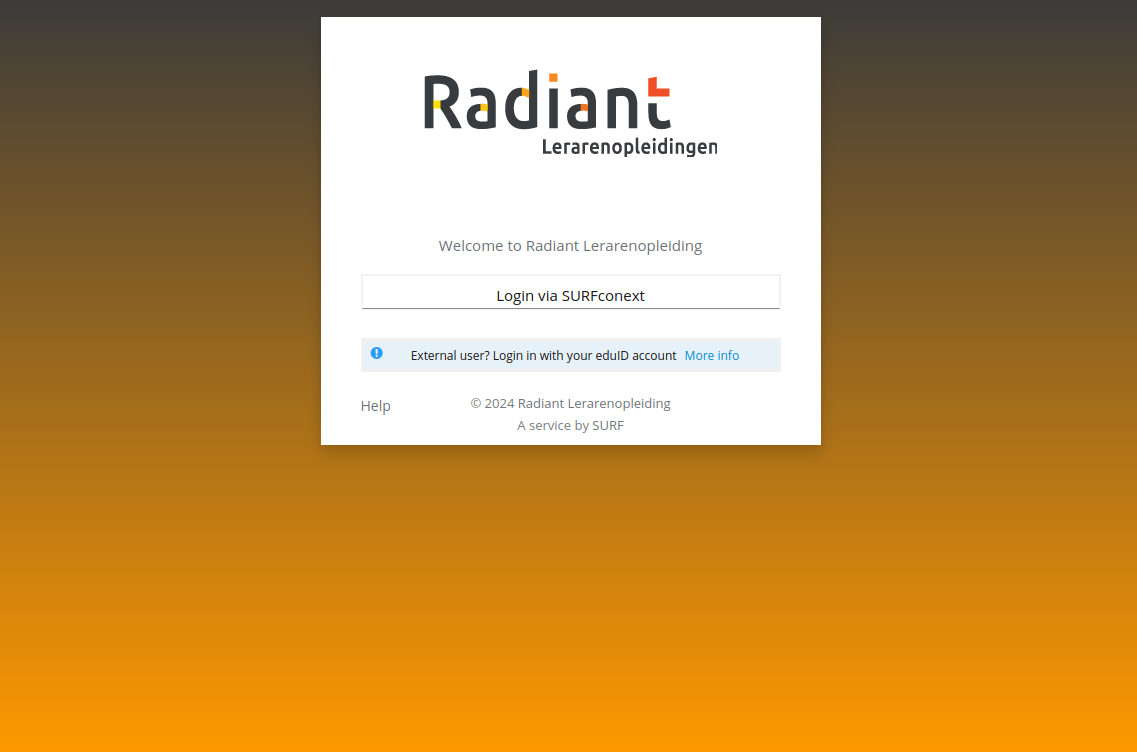 Radiant
Lerarenopleidingen
Welcome to Radiant Lerarenopleiding
Login via SURFconext
External user? Login in with your eduID account More info
Help
© 2024 Radiant Lerarenopleiding
A service by SURF